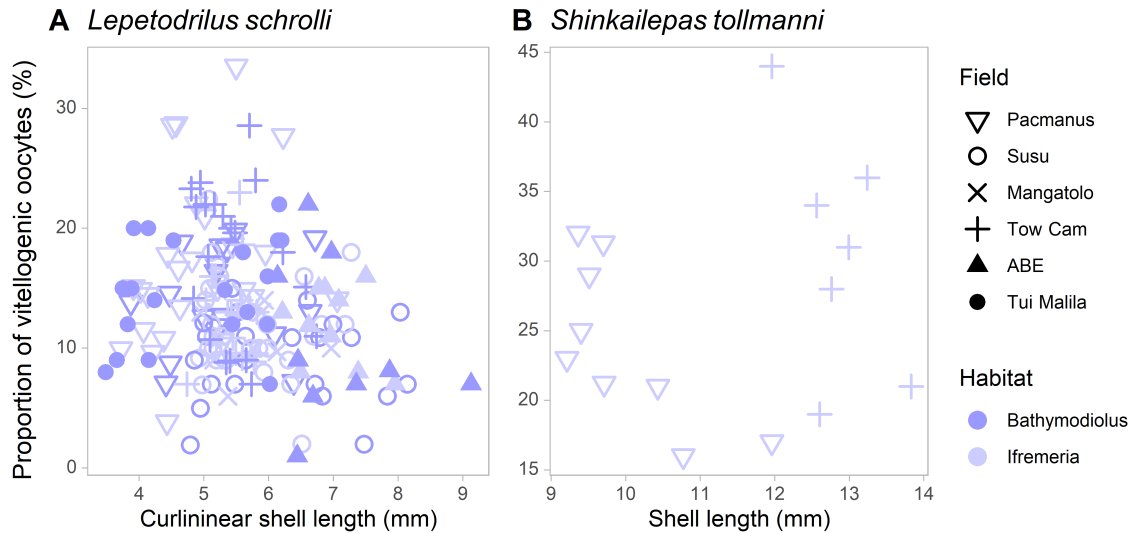 A Lepetodrilus schrolli
B Shinkailepas tollmanni
Proportion of vitellogenic oocytes (%)
30
20
10
0
4 5 6 7 8 9
Curlininear shell length (mm)
45
40
35
30
25
20
15
9 10 11 12 13 14
Shell length (mm)
Field
Pacmanus
Susu
Mangatolo
Tow Cam
ABE
Tui Malila
Habitat
Bathymodiolus
Ifremeria